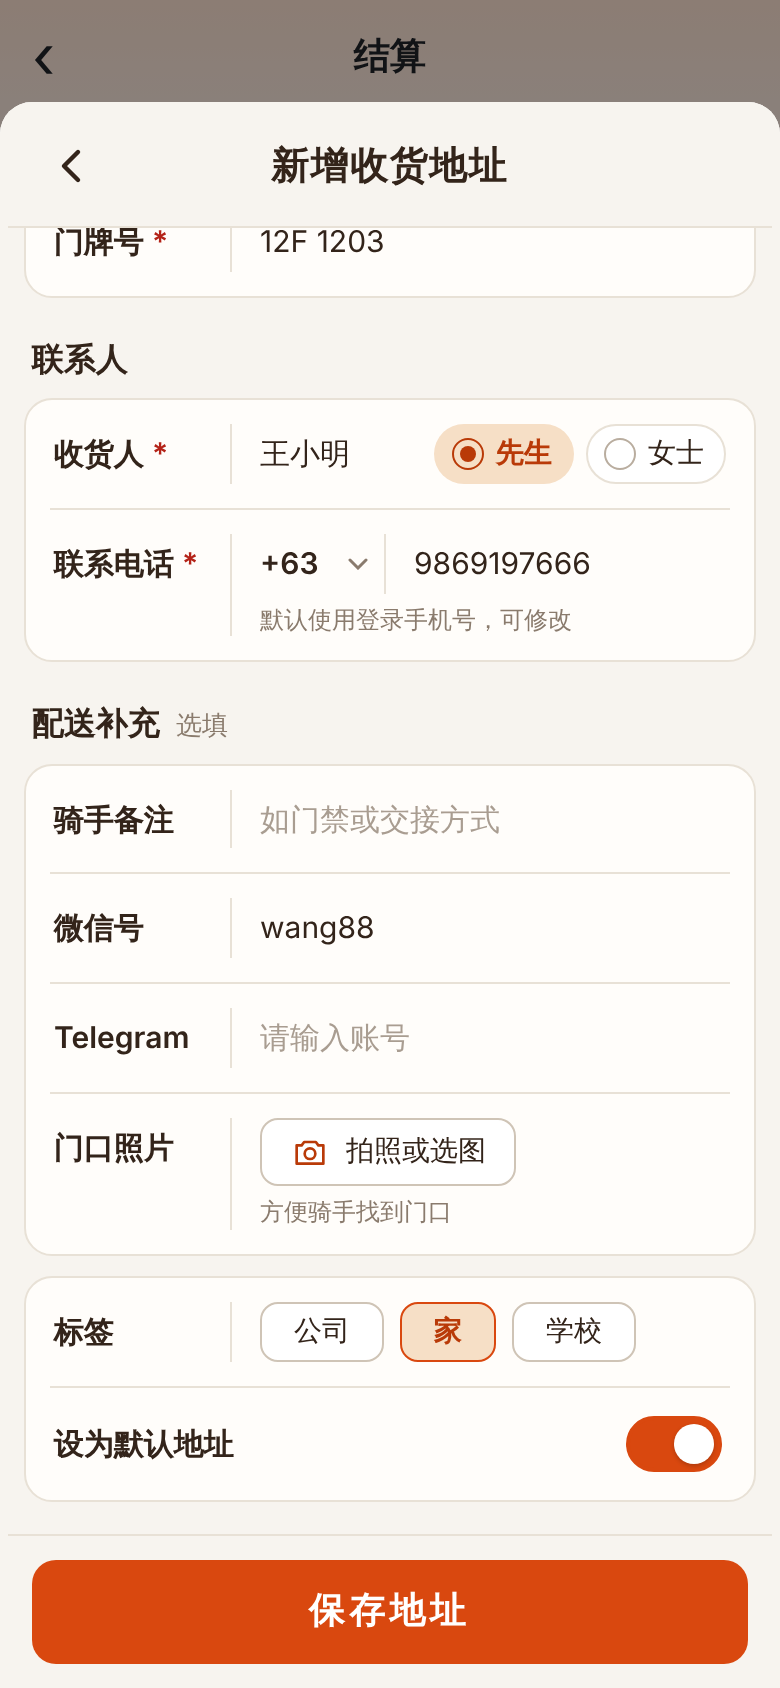 结算
新增收货地址
门牌号 * 12F 1203
联系人
收货人 * 王小明 先生 女士
联系电话 * +63 9869197666
默认使用登录手机号，可修改
配送补充 选填
骑手备注 如门禁或交接方式
微信号 wang88
Telegram 请输入账号
门口照片 拍照或选图
方便骑手找到门口
标签 公司 家 学校
设为默认地址
保存地址